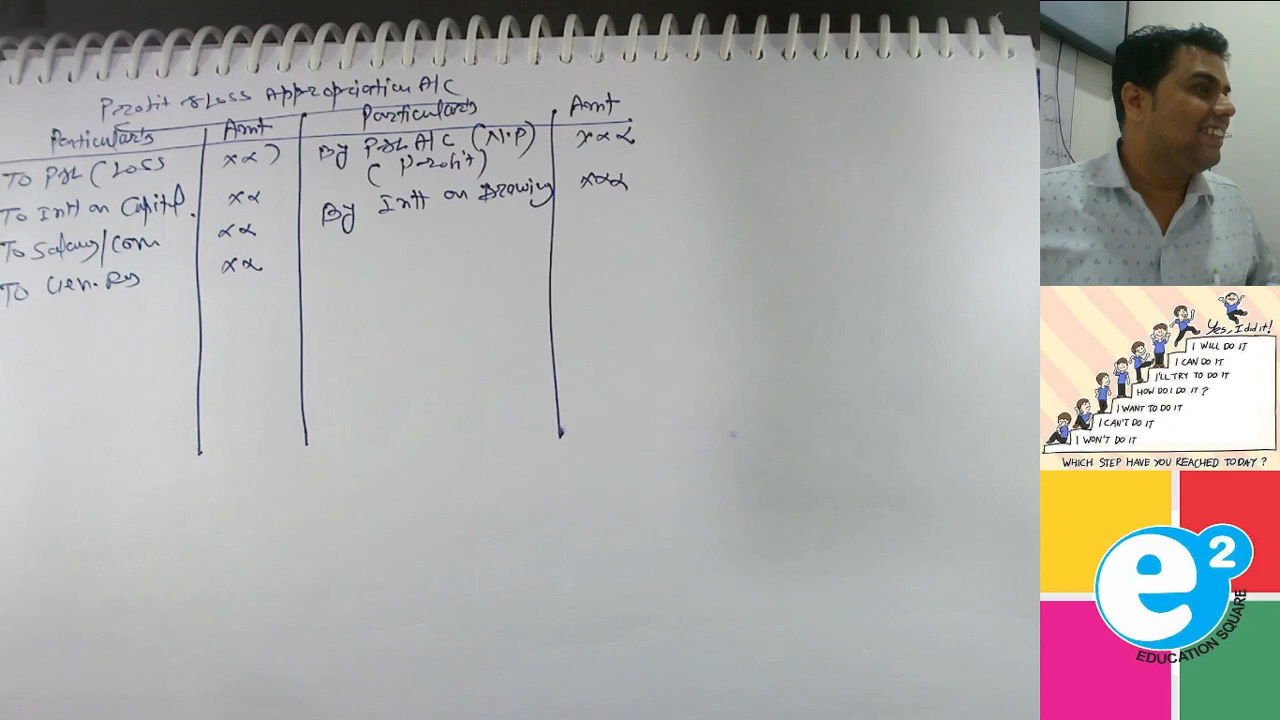 Profit & Loss Appropriation A/C
Particulars Amt Particulars Amt
To P&L (Loss xx) By P&L A/C (N.P) xxx
(Profit)
To Intt on Capitl. xx By Intt on Drawing xxx
To Salary/Com xx
To Gen. Rs xx
Yes, I did it!
I WILL DO IT
I CAN DO IT
I'LL TRY TO DO IT
HOW DO I DO IT?
I WANT TO DO IT
I CAN'T DO IT
I WON'T DO IT
WHICH STEP HAVE YOU REACHED TODAY?
e2
EDUCATION SQUARE